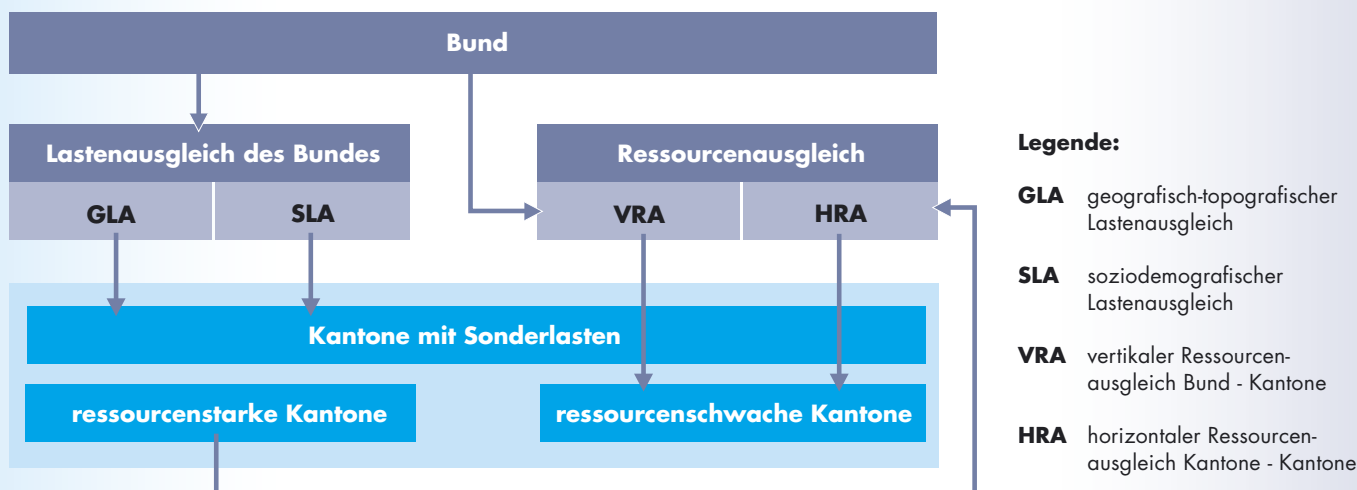 Bund
Lastenausgleich des Bundes
Ressourcenausgleich
GLA
SLA
VRA
HRA
Kantone mit Sonderlasten
ressourcenstarke Kantone
ressourcenschwache Kantone
Legende:
GLA geografisch-topografischer
Lastenausgleich
SLA soziodemografischer
Lastenausgleich
VRA vertikaler Ressourcen-
ausgleich Bund - Kantone
HRA horizontaler Ressourcen-
ausgleich Kantone - Kantone